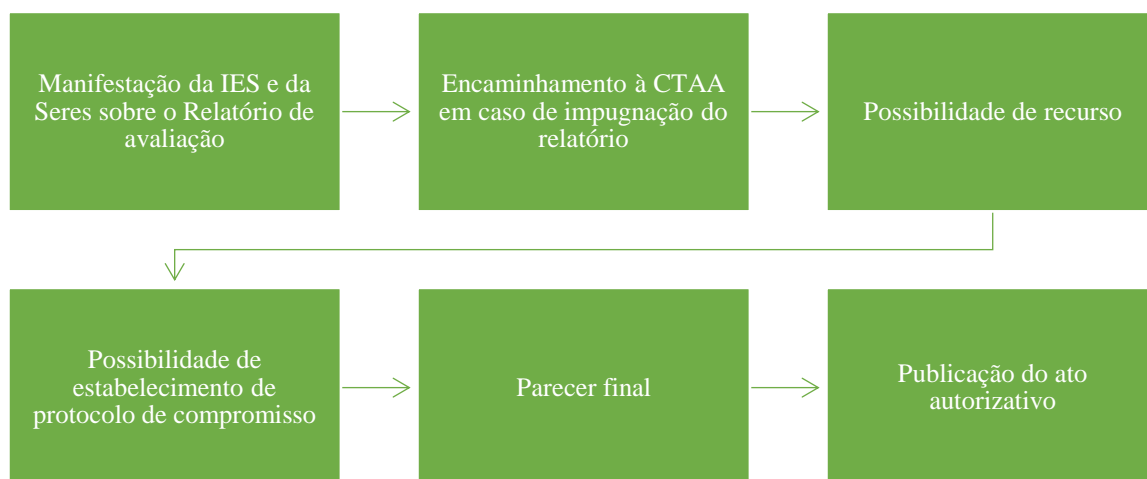 Manifestação da IES e da
Seres sobre o Relatório de
avaliação
Encaminhamento à CTAA
em caso de impugnação do
relatório
Possibilidade de recurso
Possibilidade de
estabelecimento de
protocolo de compromisso
Parecer final
Publicação do ato
autorizativo